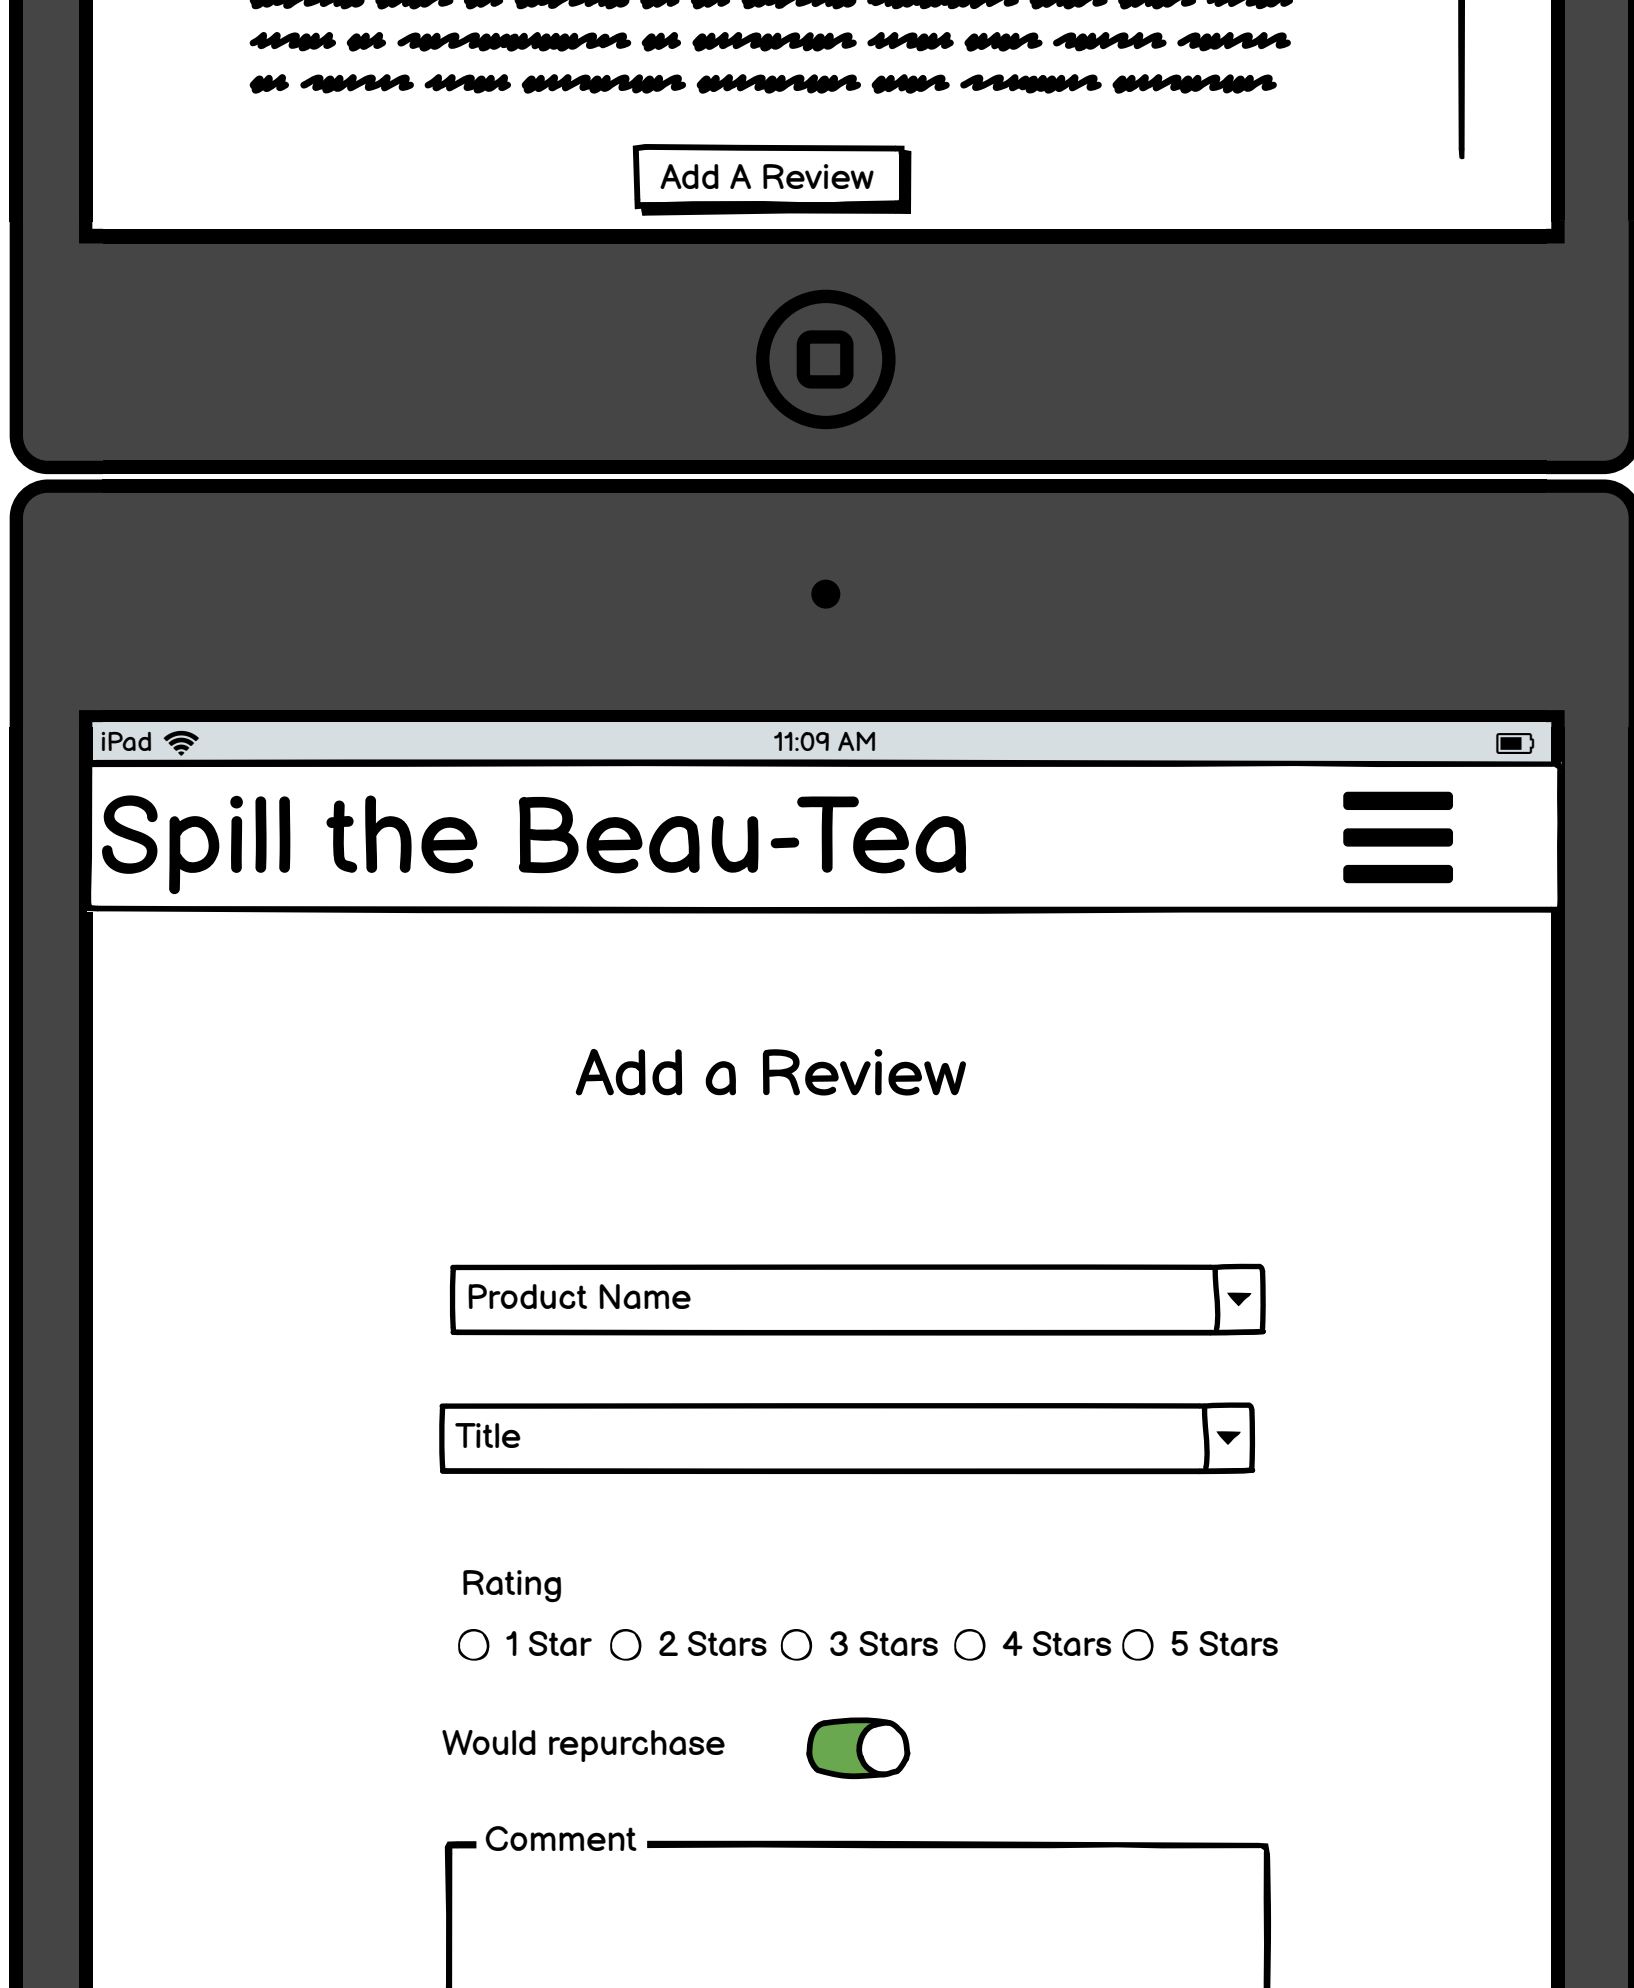 Add A Review
iPad 11:09 AM
Spill the Beau-Tea
Add a Review
Product Name
Title
Rating
1 Star 2 Stars 3 Stars 4 Stars 5 Stars
Would repurchase
Comment